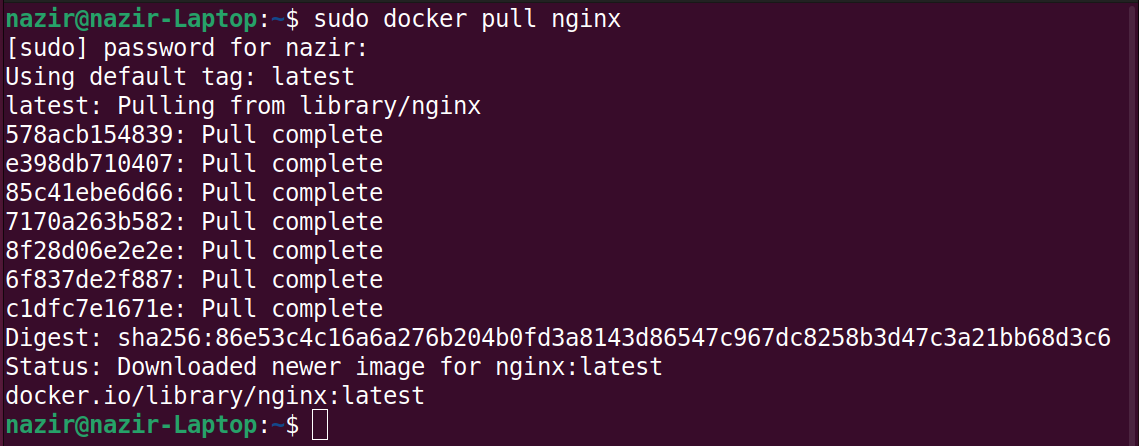 nazir@nazir-Laptop:~$ sudo docker pull nginx
[sudo] password for nazir:
Using default tag: latest
latest: Pulling from library/nginx
578acb154839: Pull complete
e398db710407: Pull complete
85c41ebe6d66: Pull complete
7170a263b582: Pull complete
8f28d06e2e2e: Pull complete
6f837de2f887: Pull complete
c1dfc7e1671e: Pull complete
Digest: sha256:86e53c4c16a6a276b204b0fd3a8143d86547c967dc8258b3d47c3a21bb68d3c6
Status: Downloaded newer image for nginx:latest
docker.io/library/nginx:latest
nazir@nazir-Laptop:~$